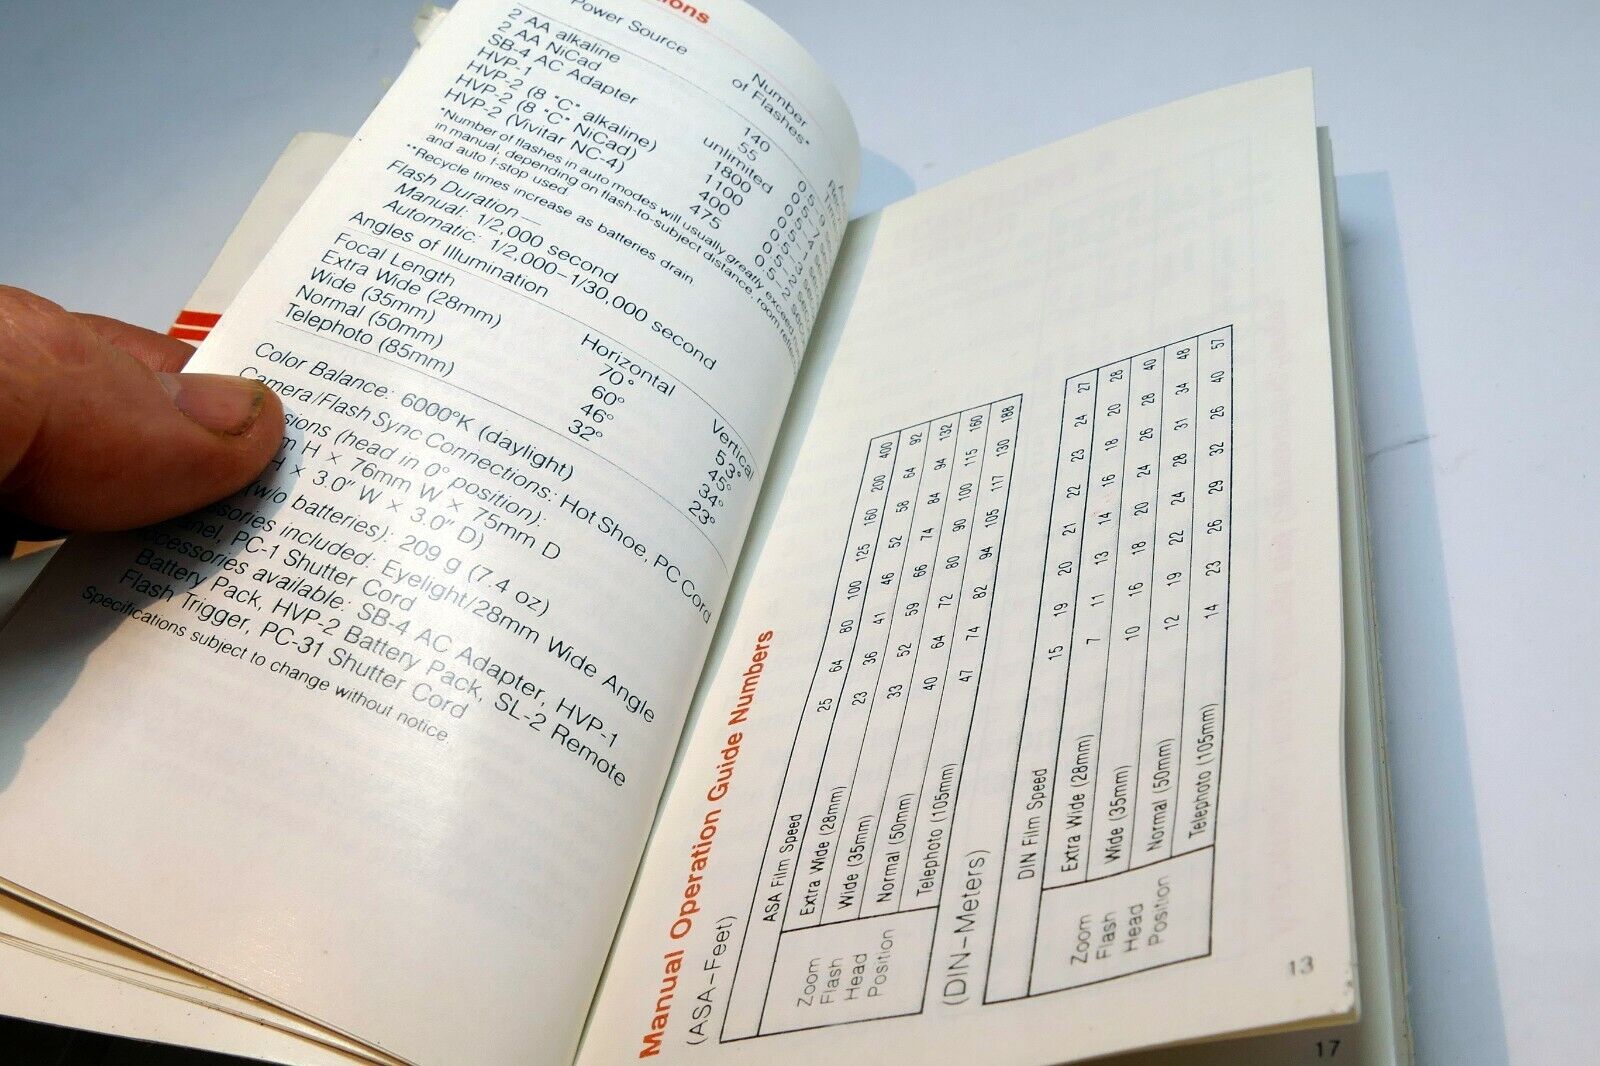 ions
Power Source Number of Flashes*
2 AA alkaline 140
2 AA NiCad 55
SB-4 AC Adapter unlimited
HVP-1 1800
HVP-2 (8 "C" alkaline) 1100
HVP-2 (8 "C" NiCad) 400
HVP-2 (Vivitar NC-4) 475
*Number of flashes in auto modes will usually greatly exceed
in manual, depending on flash-to-subject distance, room
and auto f-stop used.
**Recycle times increase as batteries drain
Flash Duration—
Manual: 1/2,000 second
Automatic: 1/2,000–1/30,000 second
Angles of Illumination
Focal Length Horizontal Vertical
Extra Wide (28mm) 70° 53°
Wide (35mm) 60° 45°
Normal (50mm) 46° 34°
Telephoto (85mm) 32° 23°
Color Balance: 6000°K (daylight)
Camera/Flash Sync Connections: Hot Shoe, PC Cord
sions (head in 0° position):
H × 76mm W × 75mm D
H × 3.0" W × 3.0" D)
(w/o batteries): 209 g (7.4 oz)
sories included: Eyelight/28mm Wide Angle
anel, PC-1 Shutter Cord
ccessories available: SB-4 AC Adapter, HVP-1
Battery Pack, HVP-2 Battery Pack, SL-2 Remote
Flash Trigger, PC-31 Shutter Cord
Specifications subject to change without notice.
Manual Operation Guide Numbers
(ASA–Feet)
ASA Film Speed 25 64 80 100 125 160 200 400
Zoom Flash Head Position
Extra Wide (28mm) 23 36 41 46 52 58 64 92
Wide (35mm) 33 52 59 66 74 84 94 132
Normal (50mm) 40 64 72 80 90 100 115 160
Telephoto (105mm) 47 74 82 94 105 117 130 188
(DIN–Meters)
DIN Film Speed 15 19 20 21 22 23 24 27
Zoom Flash Head Position
Extra Wide (28mm) 7 11 13 14 16 18 20 28
Wide (35mm) 10 16 18 20 24 26 28 40
Normal (50mm) 12 19 22 24 28 31 34 48
Telephoto (105mm) 14 23 26 29 32 26 40 57
13
17